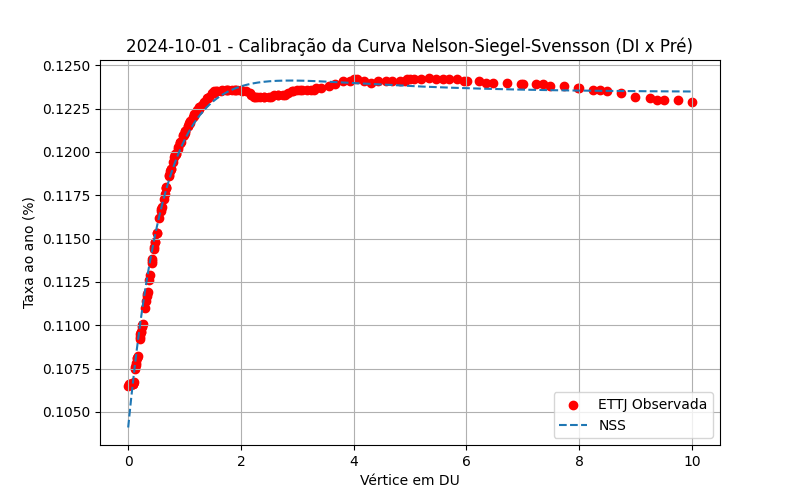 2024-10-01 - Calibração da Curva Nelson-Siegel-Svensson (DI x Pré)
Taxa ao ano (%)
0.1250
0.1225
0.1200
0.1175
0.1150
0.1125
0.1100
0.1075
0.1050
ETTJ Observada
NSS
0 2 4 6 8 10
Vértice em DU